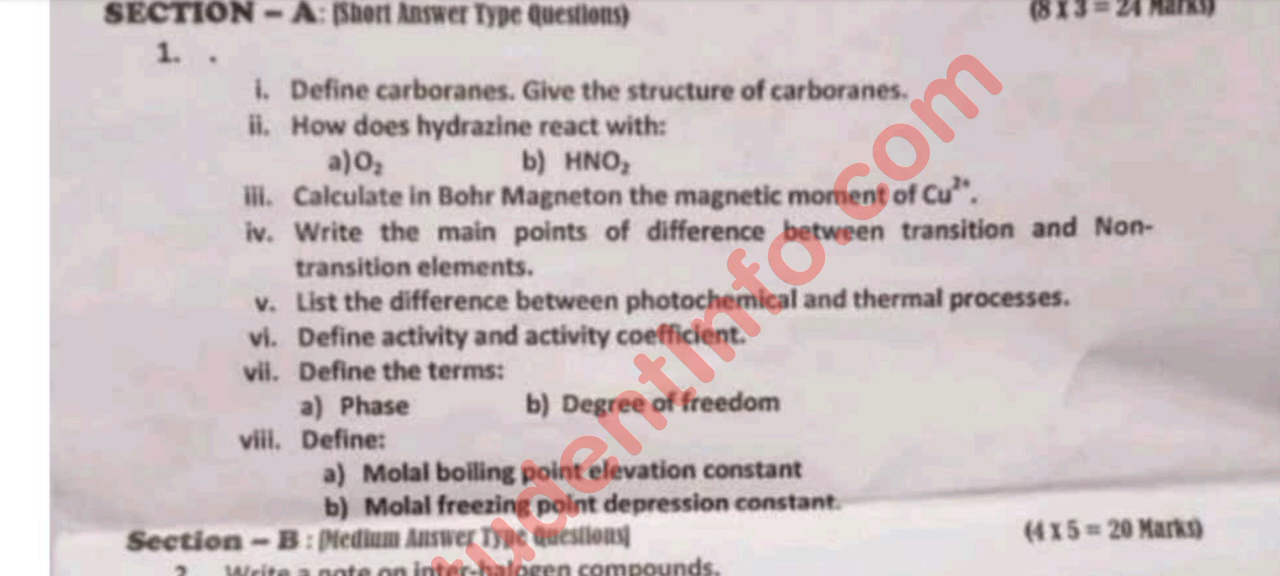 SECTION – A: (Short Answer Type Questions) (8 X 3 = 24 Marks)
1. .
i. Define carboranes. Give the structure of carboranes.
ii. How does hydrazine react with:
a) O₂ b) HNO₂
iii. Calculate in Bohr Magneton the magnetic moment of Cu²⁺.
iv. Write the main points of difference between transition and Non-
transition elements.
v. List the difference between photochemical and thermal processes.
vi. Define activity and activity coefficient.
vii. Define the terms:
a) Phase b) Degree of freedom
viii. Define:
a) Molal boiling point elevation constant
b) Molal freezing point depression constant.
Section – B : (Medium Answer Type Questions) (4 X 5 = 20 Marks)
2. Write a note on inter-halogen compounds.
udentinfo.com